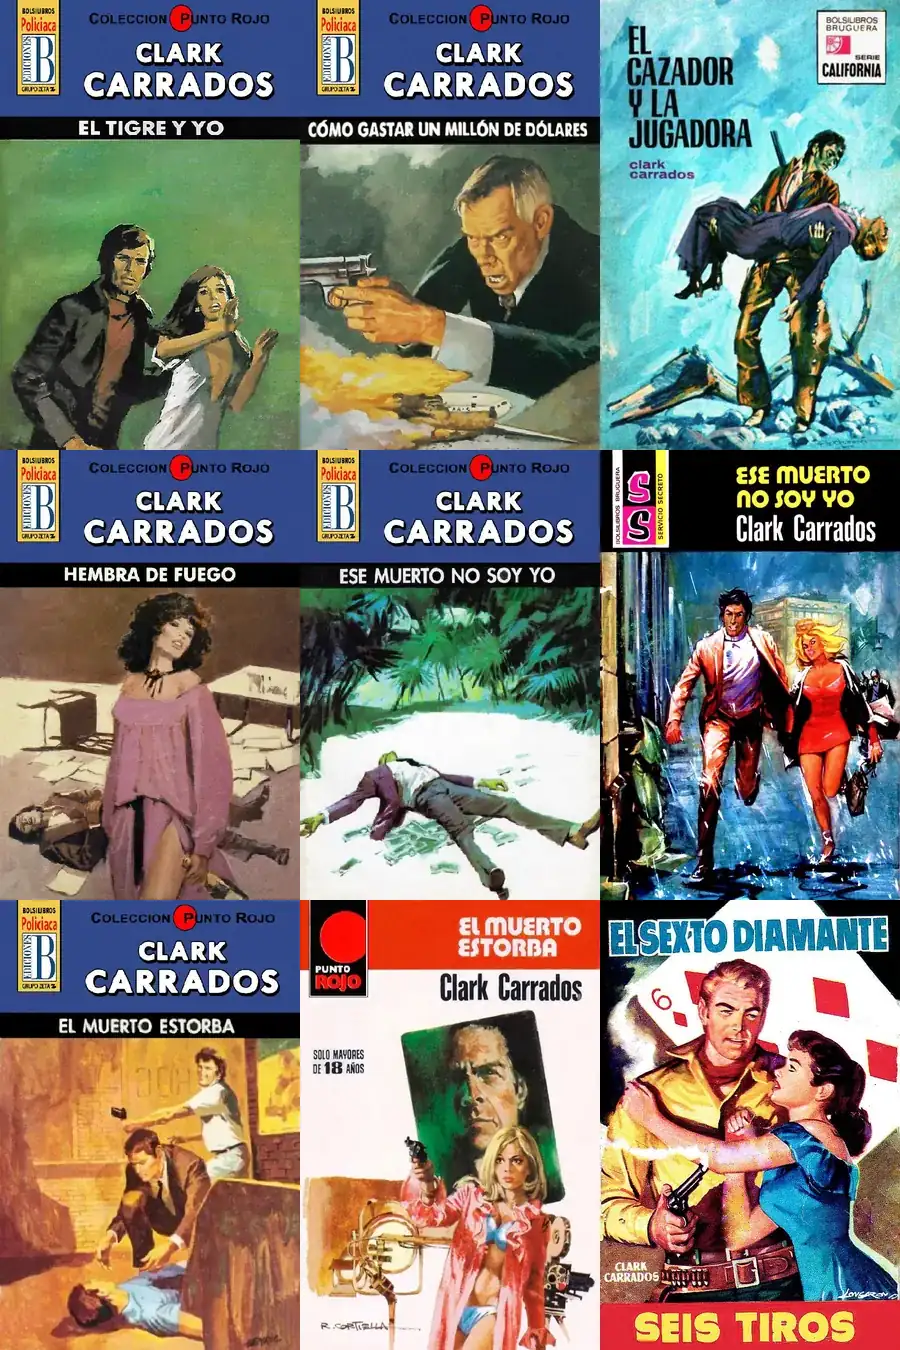 BOLSILIBROS
Policiaca
EDICIONES
B
GRUPO ZETA
COLECCION PUNTO ROJO
CLARK
CARRADOS
EL TIGRE Y YO
BOLSILIBROS
Policiaca
EDICIONES
B
GRUPO ZETA
COLECCION PUNTO ROJO
CLARK
CARRADOS
CÓMO GASTAR UN MILLÓN DE DÓLARES
EL
CAZADOR
Y LA
JUGADORA
clark
carrados
BOLSILIBROS
BRUGUERA
SERIE
CALIFORNIA
BOLSILIBROS
Policiaca
EDICIONES
B
GRUPO ZETA
COLECCION PUNTO ROJO
CLARK
CARRADOS
HEMBRA DE FUEGO
BOLSILIBROS
Policiaca
EDICIONES
B
GRUPO ZETA
COLECCION PUNTO ROJO
CLARK
CARRADOS
ESE MUERTO NO SOY YO
BOLSILIBROS BRUGUERA
SS
SERVICIO SECRETO
ESE MUERTO
NO SOY YO
Clark Carrados
BOLSILIBROS
Policiaca
EDICIONES
B
GRUPO ZETA
COLECCION PUNTO ROJO
CLARK
CARRADOS
EL MUERTO ESTORBA
PUNTO
ROJO
EL MUERTO
ESTORBA
Clark Carrados
SOLO MAYORES
DE 18 AÑOS
R. CORTIELLA
EL SEXTO DIAMANTE
6
CLARK
CARRADOS
LONGERON
SEIS TIROS